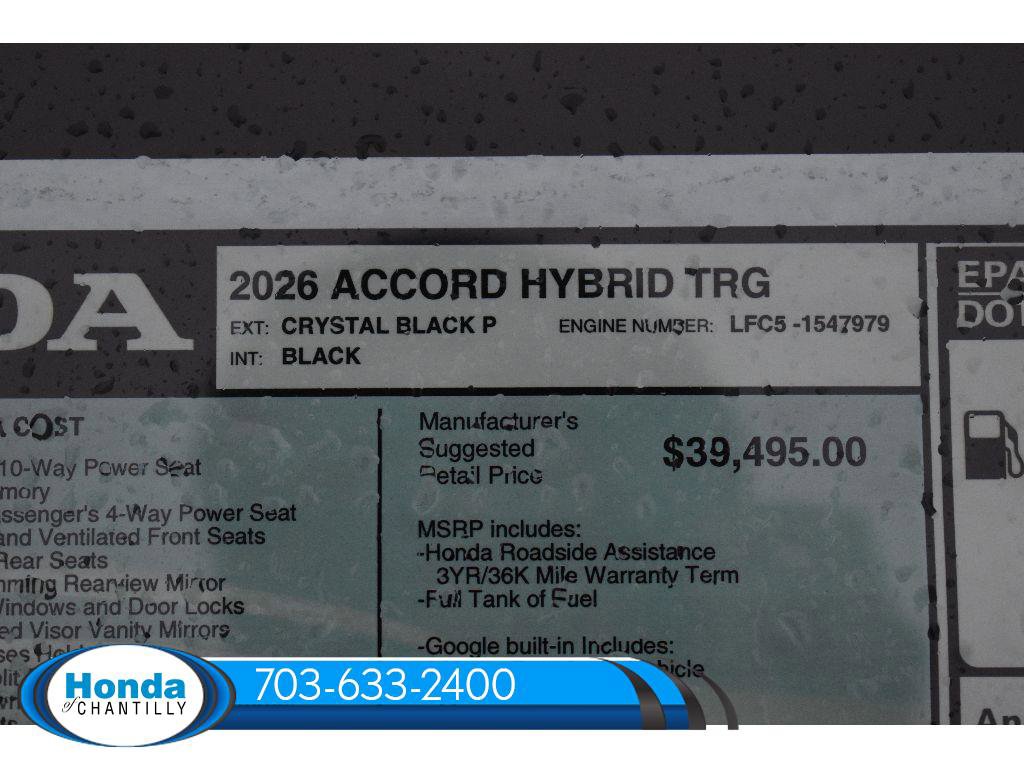 DA
2026 ACCORD HYBRID TRG
EXT: CRYSTAL BLACK P ENGINE NUMBER: LFC5 -1547979
INT: BLACK
EPA
DOT
COST
10-Way Power Seat
mory
assenger's 4-Way Power Seat
and Ventilated Front Seats
Rear Seats
mming Rearview Mirror
Windows and Door Locks
ed Visor Vanity Mirrors
Manufacturer's
Suggested
Retail Price
$39,495.00
MSRP includes:
-Honda Roadside Assistance
3YR/36K Mile Warranty Term
-Full Tank of Fuel
-Google built-in Includes:
hicle
An
Honda
of CHANTILLY
703-633-2400